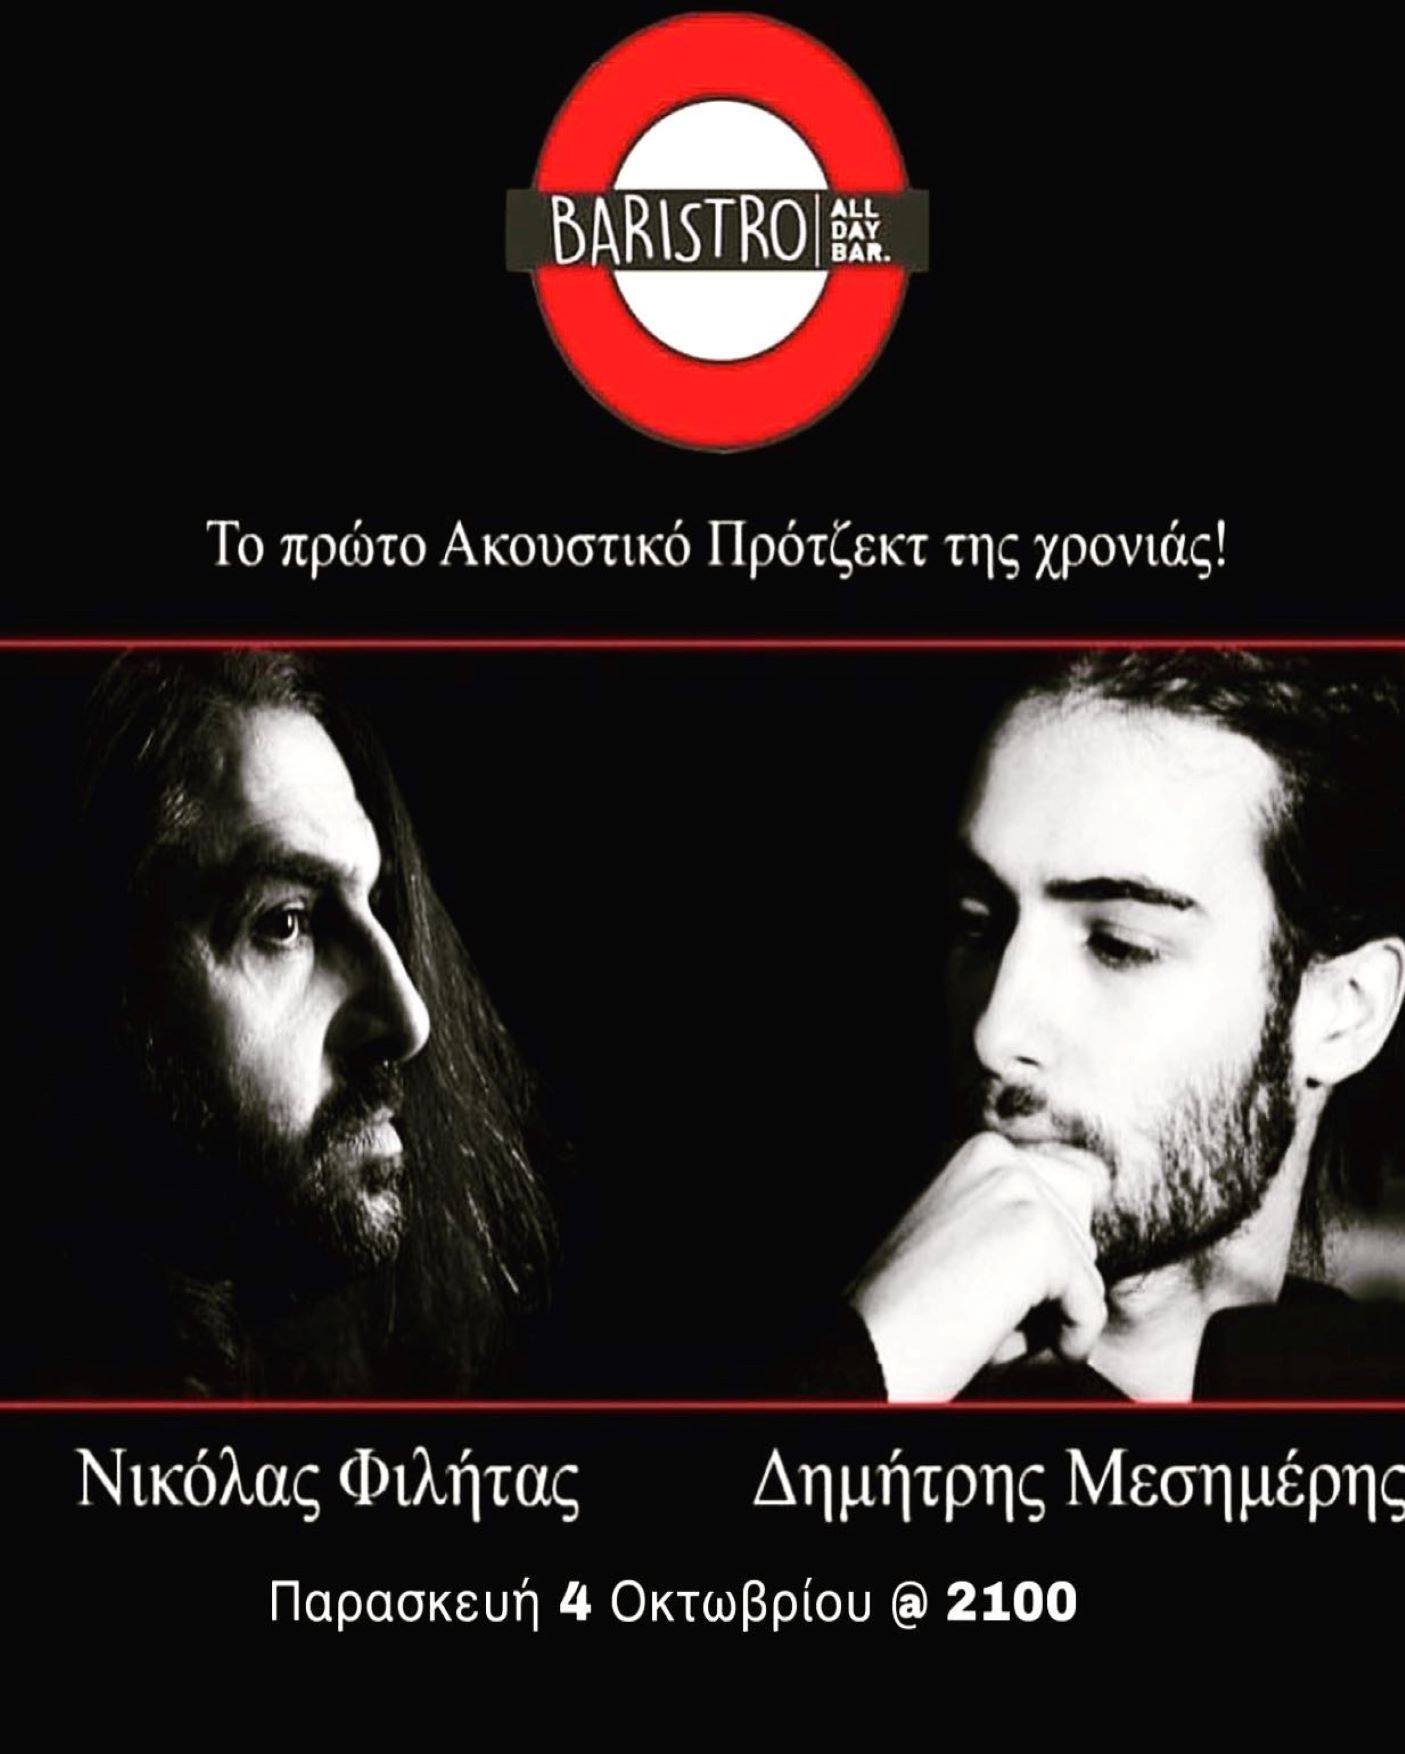 BARISTRO
ALL
DAY
BAR.
Το πρώτο Ακουστικό Πρότζεκτ της χρονιάς!
Νικόλας Φιλήτας
Δημήτρης Μεσημέρης
Παρασκευή 4 Οκτωβρίου @ 2100